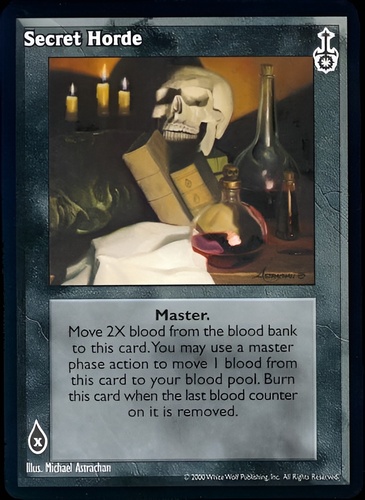 Secret Horde
Master.
Move 2X blood from the blood bank
to this card. You may use a master
phase action to move 1 blood from
this card to your blood pool. Burn
this card when the last blood counter
on it is removed.
X
Illus. Michael Astrachan
© 2000 White Wolf Publishing, Inc. All Rights Reserved.